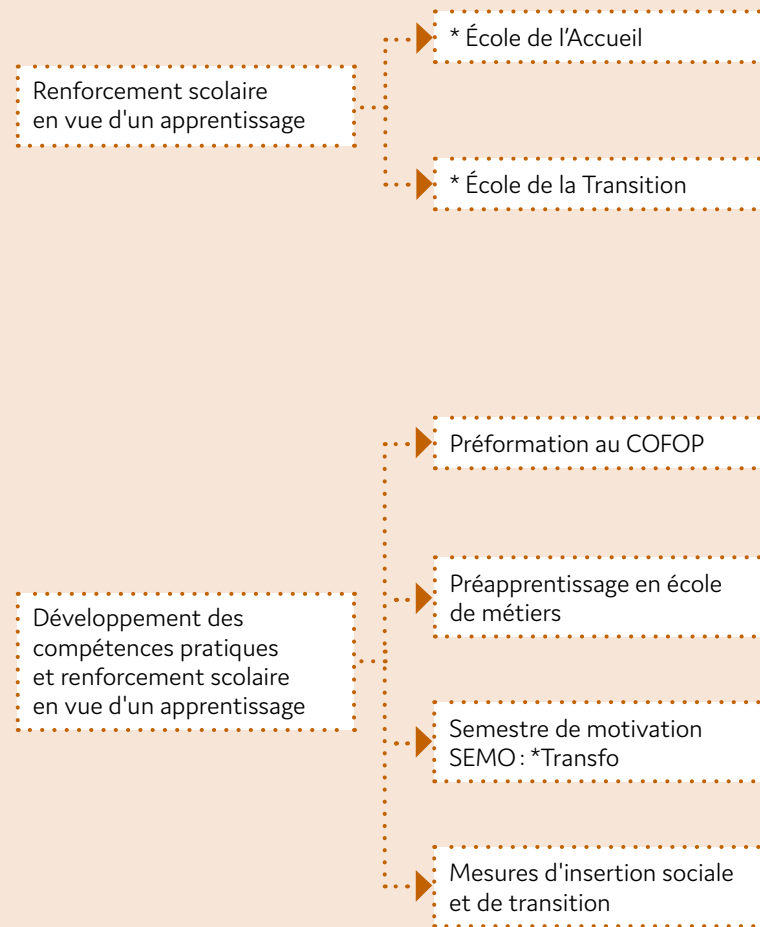 * École de l'Accueil
Renforcement scolaire
en vue d'un apprentissage
* École de la Transition
Préformation au COFOP
Préapprentissage en école
de métiers
Développement des
compétences pratiques
et renforcement scolaire
en vue d'un apprentissage
Semestre de motivation
SEMO : *Transfo
Mesures d'insertion sociale
et de transition